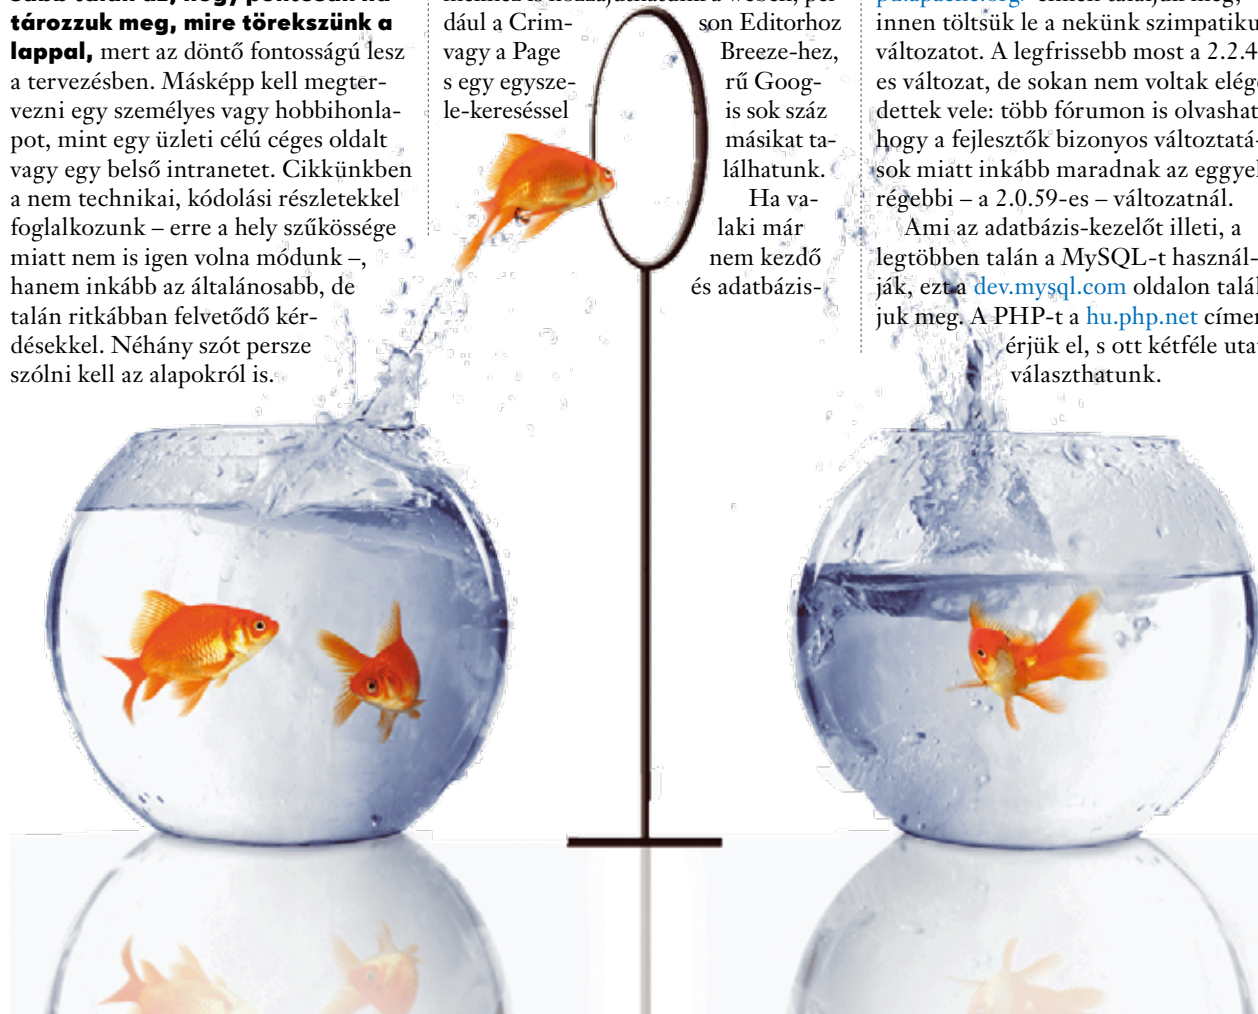 tározzuk meg, mire törekszünk a
lappal, mert az döntő fontosságú lesz
a tervezésben. Másképp kell megter-
vezni egy személyes vagy hobbihonla-
pot, mint egy üzleti célú céges oldalt
vagy egy belső intranetet. Cikkünkben
a nem technikai, kódolási részletekkel
foglalkozunk – erre a hely szűkössége
miatt nem is igen volna módunk –,
hanem inkább az általánosabb, de
talán ritkábban felvetődő kér-
désekkel. Néhány szót persze
szólni kell az alapokról is.
dául a Crim-
vagy a Page
s egy egysze-
le-kereséssel
son Editorhoz
Breeze-hez,
rű Goog-
is sok száz
másikat ta-
lálhatunk.
Ha va-
laki már
nem kezdő
és adatbázis-
innen töltsük le a nekünk szimpatiku
változatot. A legfrissebb most a 2.2.4
es változat, de sokan nem voltak elég
dettek vele: több fórumon is olvashat
hogy a fejlesztők bizonyos változtatá-
sok miatt inkább maradnak az eggyel
régebbi – a 2.0.59-es – változatnál.
Ami az adatbázis-kezelőt illeti, a
legtöbben talán a MySQL-t használ-
ják, ezt a dev.mysql.com oldalon talál
juk meg. A PHP-t a hu.php.net címen
érjük el, s ott kétféle uta
választhatunk.